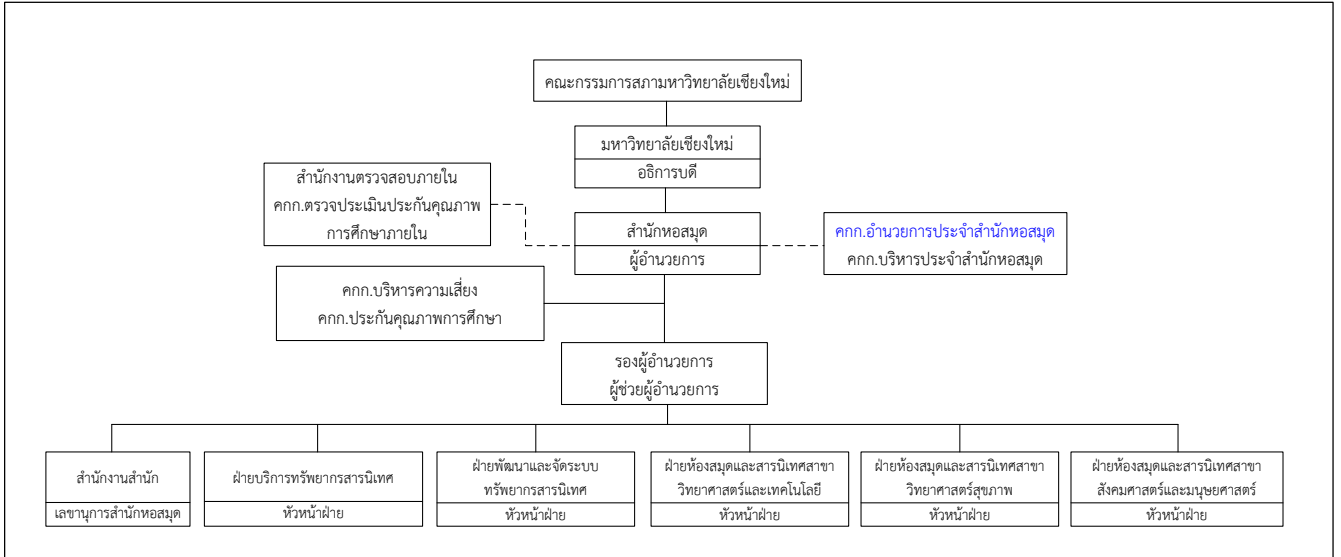 คณะกรรมการสภามหาวิทยาลัยเชียงใหม่
มหาวิทยาลัยเชียงใหม่
อธิการบดี
สำนักงานตรวจสอบภายใน
คกก.ตรวจประเมินประกันคุณภาพ
การศึกษาภายใน
สำนักหอสมุด
ผู้อำนวยการ
คกก.อำนวยการประจำสำนักหอสมุด
คกก.บริหารประจำสำนักหอสมุด
คกก.บริหารความเสี่ยง
คกก.ประกันคุณภาพการศึกษา
รองผู้อำนวยการ
ผู้ช่วยผู้อำนวยการ
สำนักงานสำนัก
เลขานุการสำนักหอสมุด
ฝ่ายบริการทรัพยากรสารนิเทศ
หัวหน้าฝ่าย
ฝ่ายพัฒนาและจัดระบบ
ทรัพยากรสารนิเทศ
หัวหน้าฝ่าย
ฝ่ายห้องสมุดและสารนิเทศสาขา
วิทยาศาสตร์และเทคโนโลยี
หัวหน้าฝ่าย
ฝ่ายห้องสมุดและสารนิเทศสาขา
วิทยาศาสตร์สุขภาพ
หัวหน้าฝ่าย
ฝ่ายห้องสมุดและสารนิเทศสาขา
สังคมศาสตร์และมนุษยศาสตร์
หัวหน้าฝ่าย